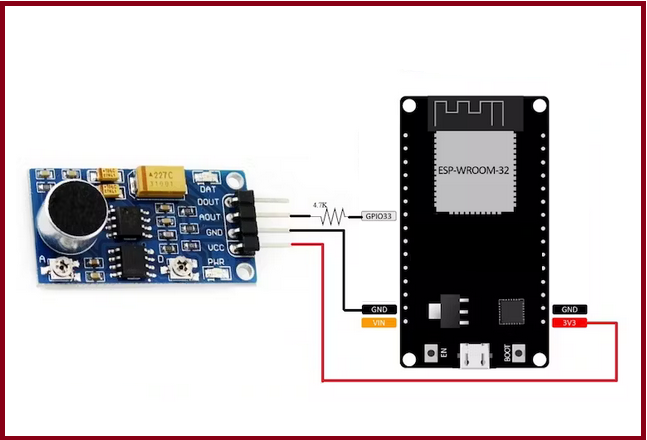 227C
DAT
DOUT
AOUT
GND
VCC
PWR
A
D
4.7K
GPIO33
ESP-WROOM-32
GND
VIN
GND
3V3
EN
BOOT